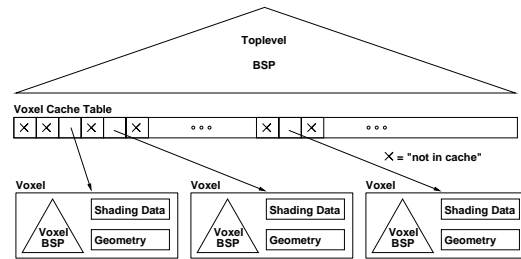 Toplevel
BSP
Voxel Cache Table
× × × × ° ° ° × × ° ° °
× = "not in cache"
Voxel Voxel Voxel
Voxel BSP Shading Data Geometry
Voxel BSP Shading Data Geometry
Voxel BSP Shading Data Geometry